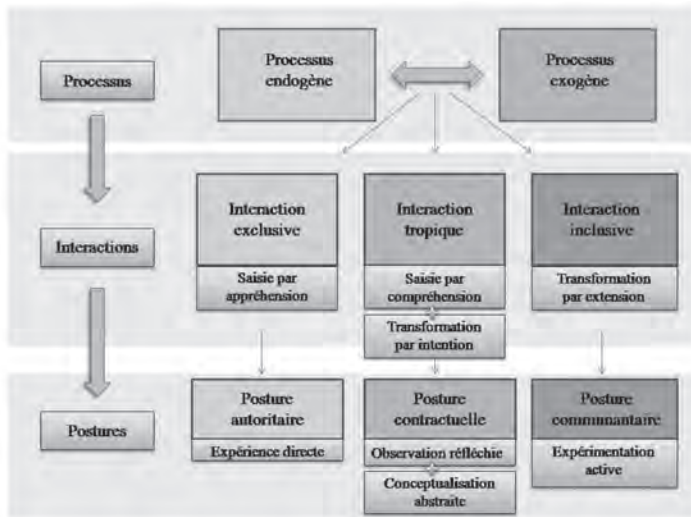 Processus
Processus
endogène
Processus
exogène
Interactions
Interaction
exclusive
Saisie par
appréhension
Interaction
tropique
Saisie par
compréhension
Transformation
par intention
Interaction
inclusive
Transformation
par extension
Postures
Posture
autoritaire
Expérience directe
Posture
contractuelle
Observation réfléchie
Conceptualisation
abstraite
Posture
communautaire
Expérimentation
active